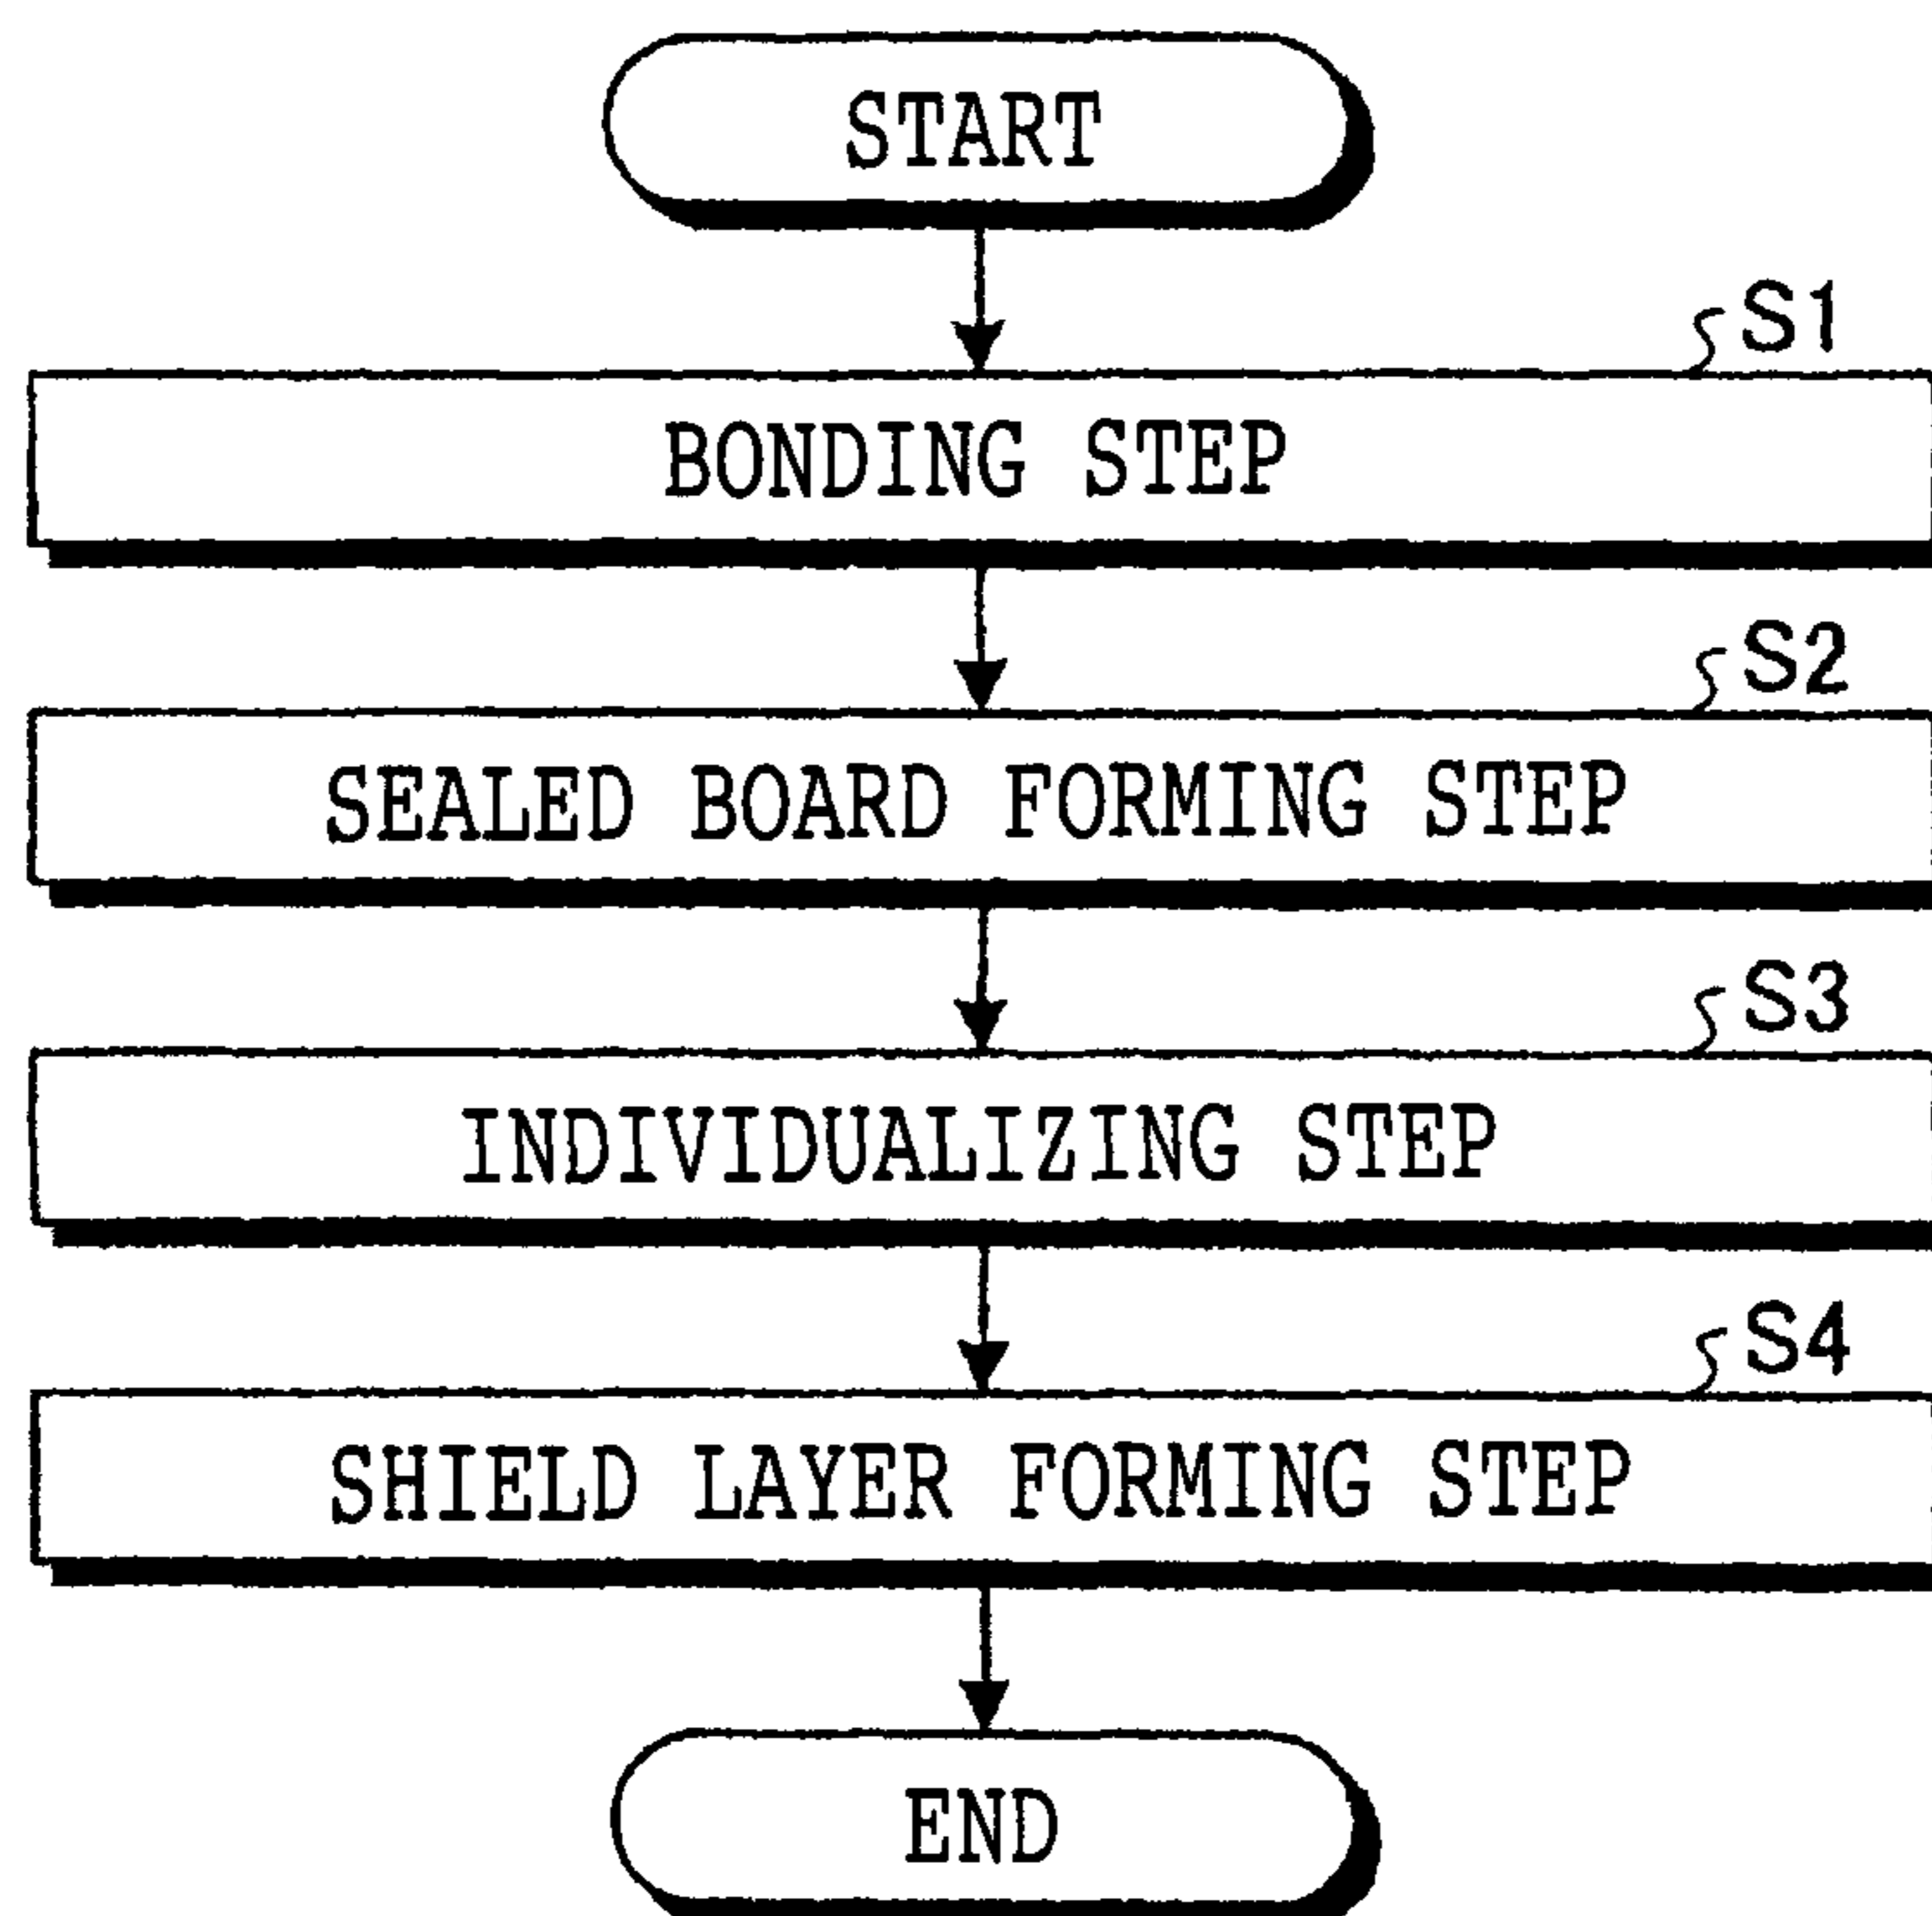 START
S1
BONDING STEP
S2
SEALED BOARD FORMING STEP
S3
INDIVIDUALIZING STEP
S4
SHIELD LAYER FORMING STEP
END